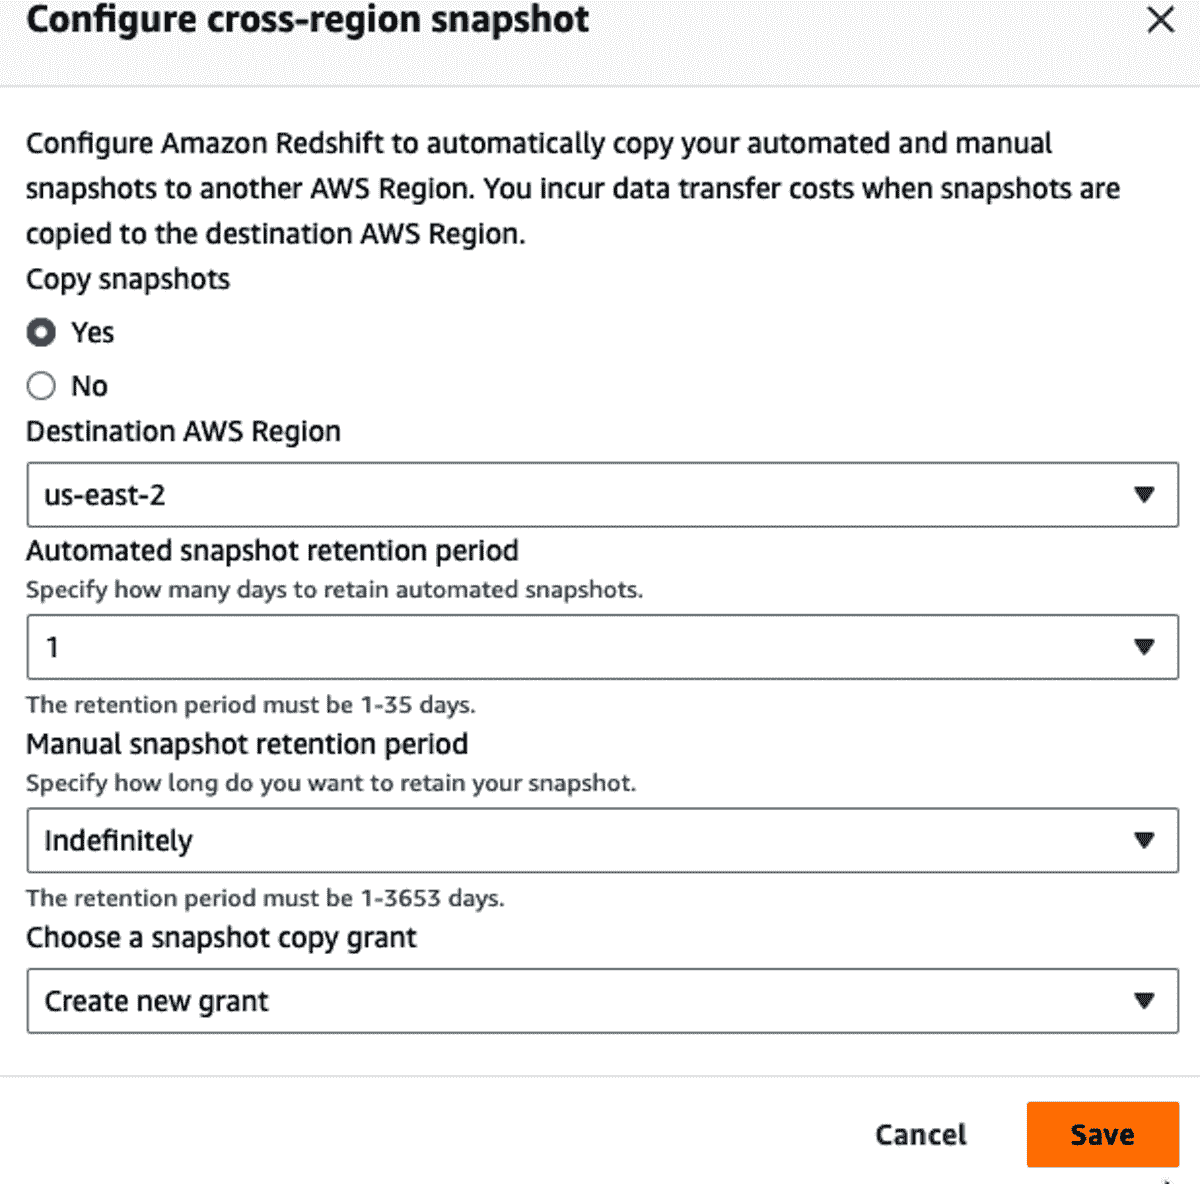 Configure cross-region snapshot
Configure Amazon Redshift to automatically copy your automated and manual
snapshots to another AWS Region. You incur data transfer costs when snapshots are
copied to the destination AWS Region.
Copy snapshots
Yes
No
Destination AWS Region
us-east-2
Automated snapshot retention period
Specify how many days to retain automated snapshots.
1
The retention period must be 1-35 days.
Manual snapshot retention period
Specify how long do you want to retain your snapshot.
Indefinitely
The retention period must be 1-3653 days.
Choose a snapshot copy grant
Create new grant
Cancel
Save